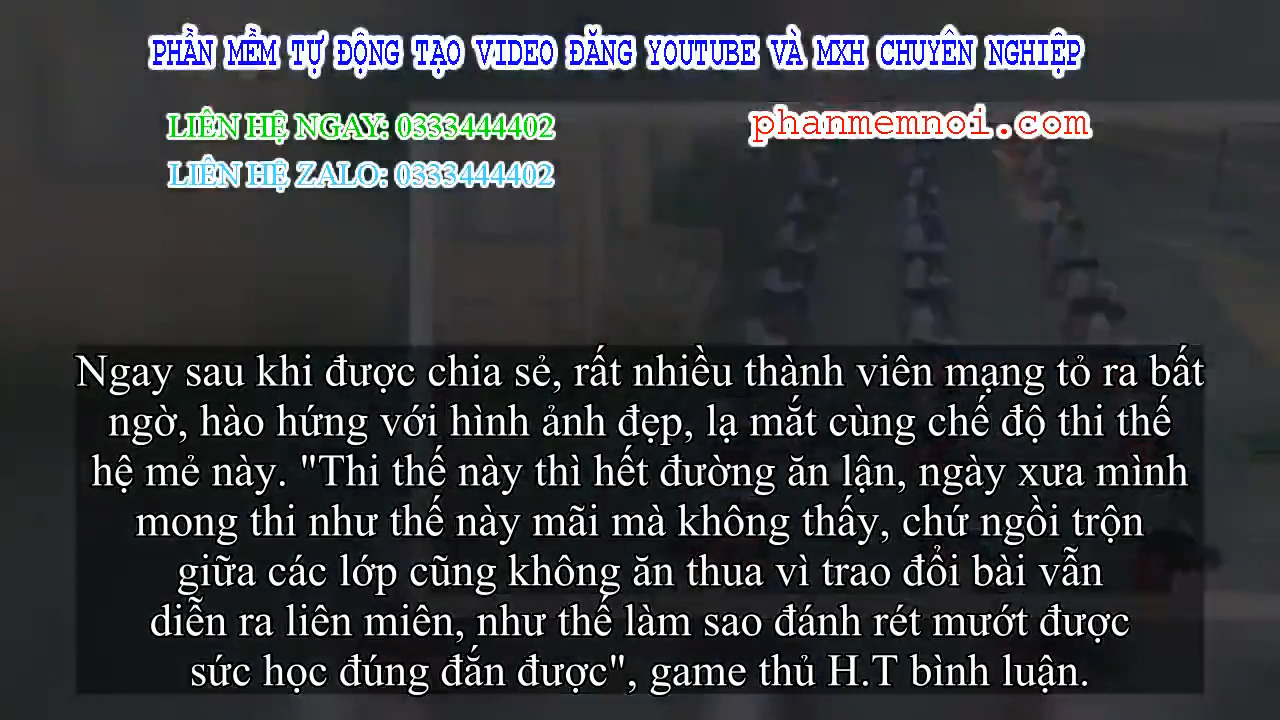 PHẦN MỀM TỰ ĐỘNG TẠO VIDEO ĐĂNG YOUTUBE VÀ MXH CHUYÊN NGHIỆP
LIÊN HỆ NGAY: 0333444402
phanmemnoi.com
LIÊN HỆ ZALO: 0333444402
Ngay sau khi được chia sẻ, rất nhiều thành viên mạng tỏ ra bất
ngờ, hào hứng với hình ảnh đẹp, lạ mắt cùng chế độ thi thế
hệ mẻ này. "Thi thế này thì hết đường ăn lận, ngày xưa mình
mong thi như thế này mãi mà không thấy, chứ ngồi trộn
giữa các lớp cũng không ăn thua vì trao đổi bài vẫn
diễn ra liên miên, như thế làm sao đánh rét mướt được
sức học đúng đắn được", game thủ H.T bình luận.